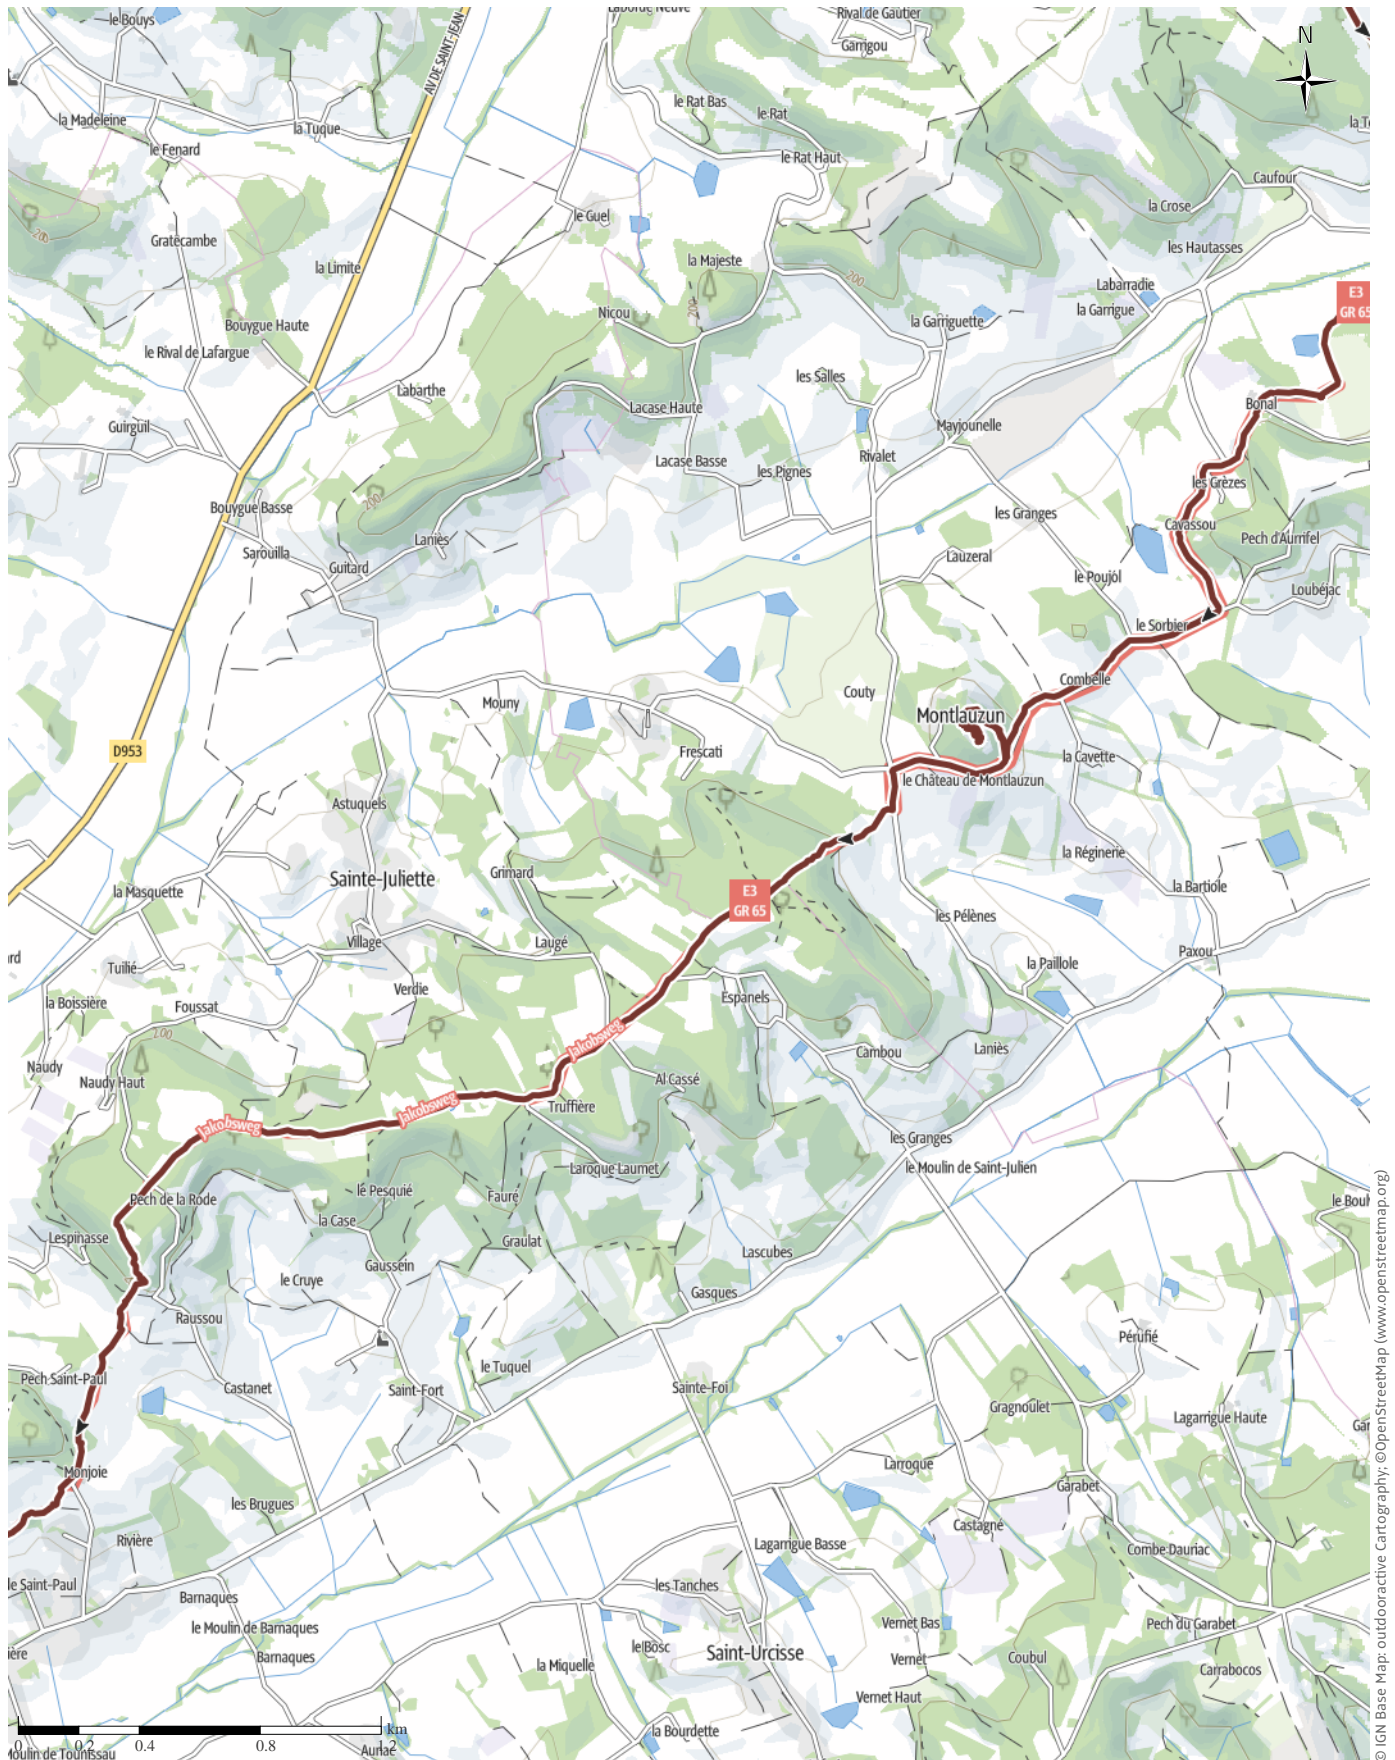 le Bouys
Laborde Neuve
Rival de Gautier
Garrigou
N
AV DE SAINT-JEAN
le Rat Bas
le Rat
la Madeleine
la Tuque
le Fenard
le Rat Haut
Caufour
la Crose
le Guel
200
Gratecambe
la Limite
la Majeste
les Hautasses
200
Labarradie
la Garrigue
E3
GR 65
Nicou
200
la Garriguette
Bouygue Haute
le Rival de Lafargue
Labarthe
les Salles
Lacase Haute
Bonal
Guirguil
Mayjounelle
Rivalet
Lacase Basse
les Pignes
les Grèzes
200
Bouygue Basse
les Granges
Cavassou
Pech d'Aurrifel
Laniès
Sarouilla
Guitard
Lauzeral
le Poujol
Loubéjac
le Sorbier
Combelle
Couty
Mouny
Montlauzun
D953
Frescati
la Cavette
le Château de Montlauzun
Astuquels
la Réginerie
Sainte-Juliette
Grimard
la Masquette
la Bartiole
E3
GR 65
les Pélènes
Village
Laugé
Paxou
Tuilié
la Paillole
Verdie
Espanels
la Boissière
Foussat
200
Jakobsweg
Laniès
Cambou
Naudy
Naudy Haut
Al Cassé
Jakobsweg
Truffière
Jakobsweg
les Granges
Laroque Laumet
le Moulin de Saint-Julien
Pech de la Rode
le Pesquié
Fauré
la Case
Lespinasse
Graulat
Lascubes
Gaussein
le Cruye
Gasques
Raussou
Pérufié
le Tuquel
Pech Saint-Paul
Castanet
Saint-Fort
Sainte-Foi
Gragnoulet
Lagarrigue Haute
Monjoie
Larroque
Garabet
les Brugues
Castagné
Rivière
Lagarrigue Basse
Combe Dauriac
le Saint-Paul
les Tanches
Barnaques
Vernet Bas
Pech du Garabet
le Moulin de Barnaques
Barnaques
le Bosc
Saint-Urcisse
Vernet
Coubul
la Miquelle
Carrabocos
Vernet Haut
la Bourdette
km
0
0.2
0.4
0.8
1.2
© IGN Base Map: outdooractive Cartography; ©OpenStreetMap (www.openstreetmap.org)